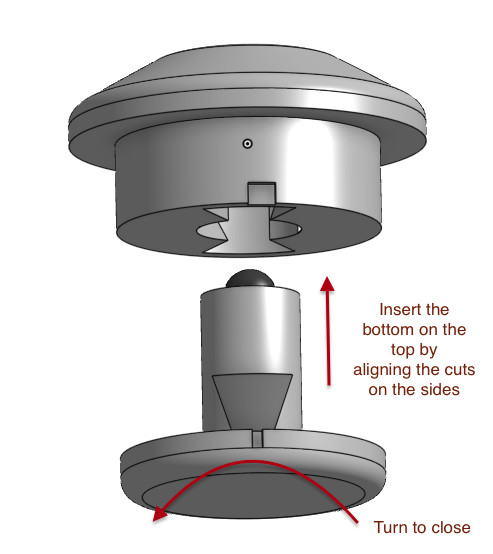 Insert the
bottom on the
top by
aligning the cuts
on the sides
Turn to close